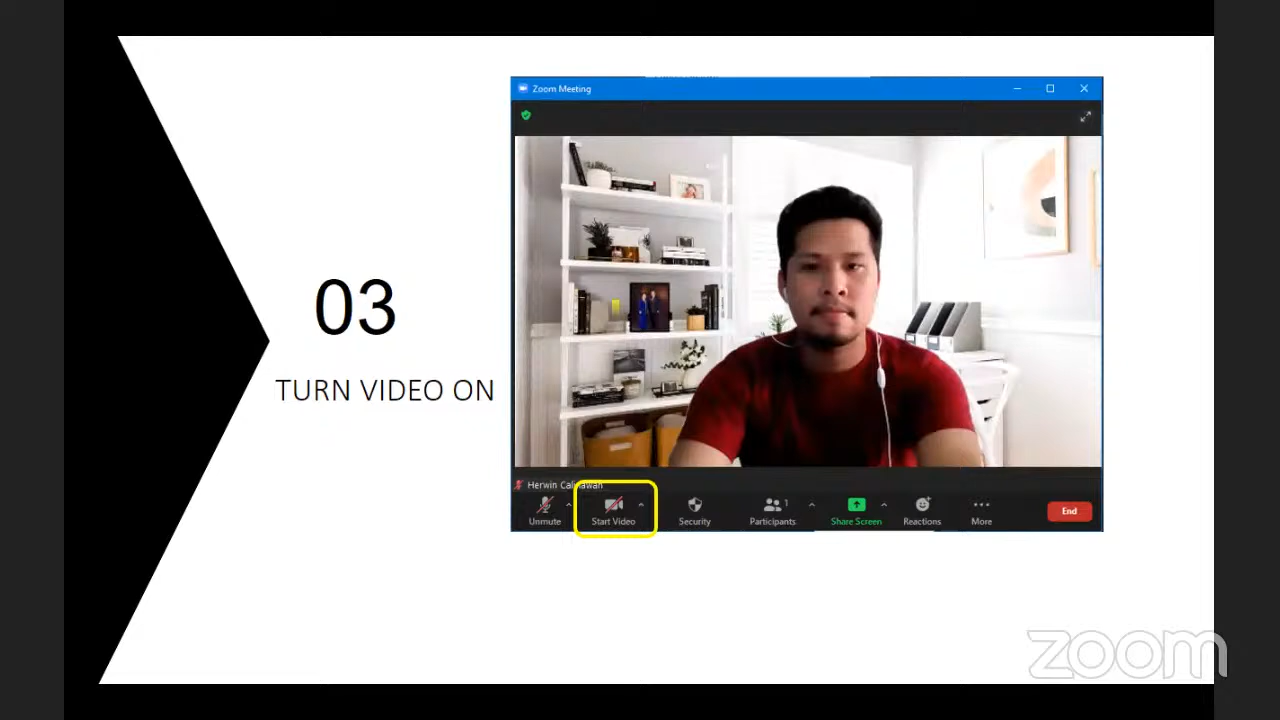 Zoom Meeting
03
TURN VIDEO ON
Herwin Cali
Unmute
Start Video
Security
Participants
1
Share Screen
Reactions
More
End
zoom